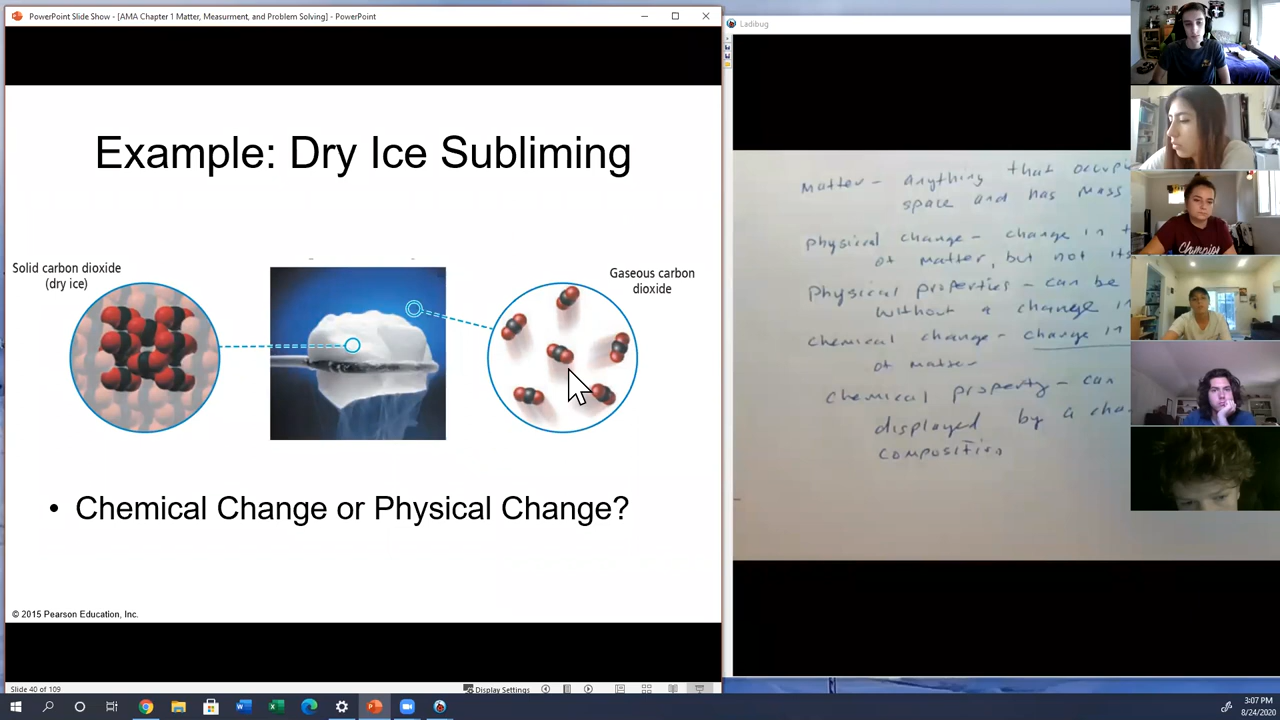 PowerPoint Slide Show - [AMA Chapter 1 Matter, Measurment, and Problem Solving] - PowerPoint
Example: Dry Ice Subliming
Solid carbon dioxide
(dry ice)
Gaseous carbon
dioxide
• Chemical Change or Physical Change?
© 2015 Pearson Education, Inc.
Slide 40 of 109
Display Settings
Ladibug
Matter - anything that
space and has mass
physical change - change in
of matter, but not
physical properties - can be
without a change in
chemical change - change in
of matter
chemical property - can
displayed by a
composition
Champion
3:07 PM
8/24/2020